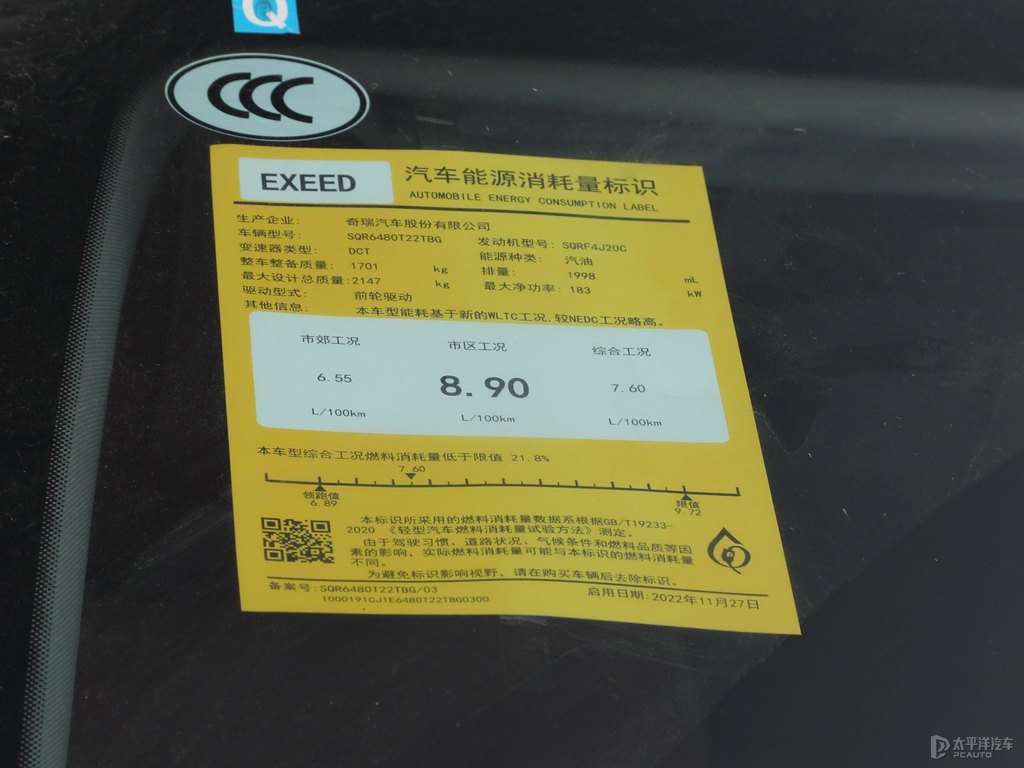 Q
CCC
EXEED
汽车能源消耗量标识
AUTOMOBILE ENERGY CONSUMPTION LABEL
生产企业: 奇瑞汽车股份有限公司
车辆型号: SQR6480T22TBG 发动机型号: SQRF4J20C
变速器类型: DCT 能源种类: 汽油
整车整备质量: 1701 kg 排量: 1998 mL
最大设计总质量: 2147 kg 最大净功率: 183 kW
驱动型式: 前轮驱动
其他信息: 本车型能耗基于新的WLTC工况,较NEDC工况略高。
市郊工况 市区工况 综合工况
6.55 8.90 7.60
L/100km L/100km L/100km
本车型综合工况燃料消耗量低于限值 21.8%
7.60
领跑值 限值
6.89 9.72
本标识所采用的燃料消耗量数据系根据GB/T19233-
2020 《轻型汽车燃料消耗量试验方法》测定。
由于驾驶习惯、道路状况、气候条件和燃料品质等因
素的影响,实际燃料消耗量可能与本标识的燃料消耗量
不同。
为避免标识影响视野,请在购买车辆后去除标识。
备案号: SQR6480T22TBG/03 启用日期: 2022年11月27日
1000191CJ1E6480T22TBG0300
太平洋汽车
PCAUTO